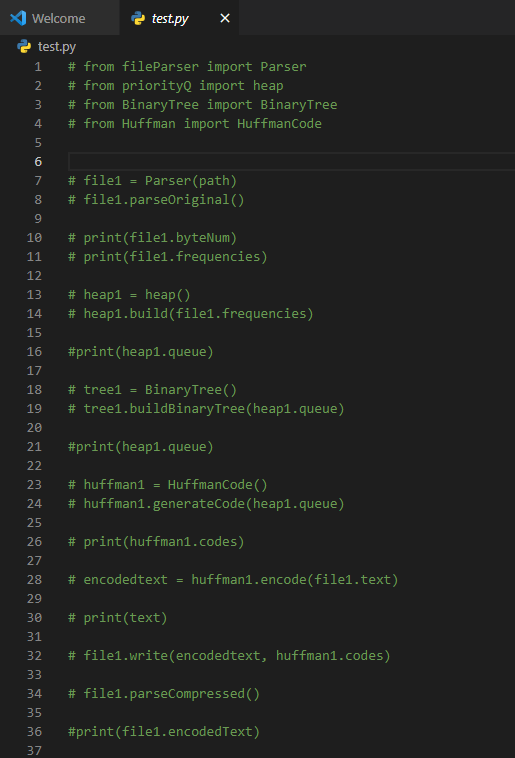 Welcome
test.py ×
test.py
1 # from fileParser import Parser
2 # from priorityQ import heap
3 # from BinaryTree import BinaryTree
4 # from Huffman import HuffmanCode
5
6
7 # file1 = Parser(path)
8 # file1.parseOriginal()
9
10 # print(file1.byteNum)
11 # print(file1.frequencies)
12
13 # heap1 = heap()
14 # heap1.build(file1.frequencies)
15
16 #print(heap1.queue)
17
18 # tree1 = BinaryTree()
19 # tree1.buildBinaryTree(heap1.queue)
20
21 #print(heap1.queue)
22
23 # huffman1 = HuffmanCode()
24 # huffman1.generateCode(heap1.queue)
25
26 # print(huffman1.codes)
27
28 # encodedtext = huffman1.encode(file1.text)
29
30 # print(text)
31
32 # file1.write(encodedtext, huffman1.codes)
33
34 # file1.parseCompressed()
35
36 #print(file1.encodedText)
37